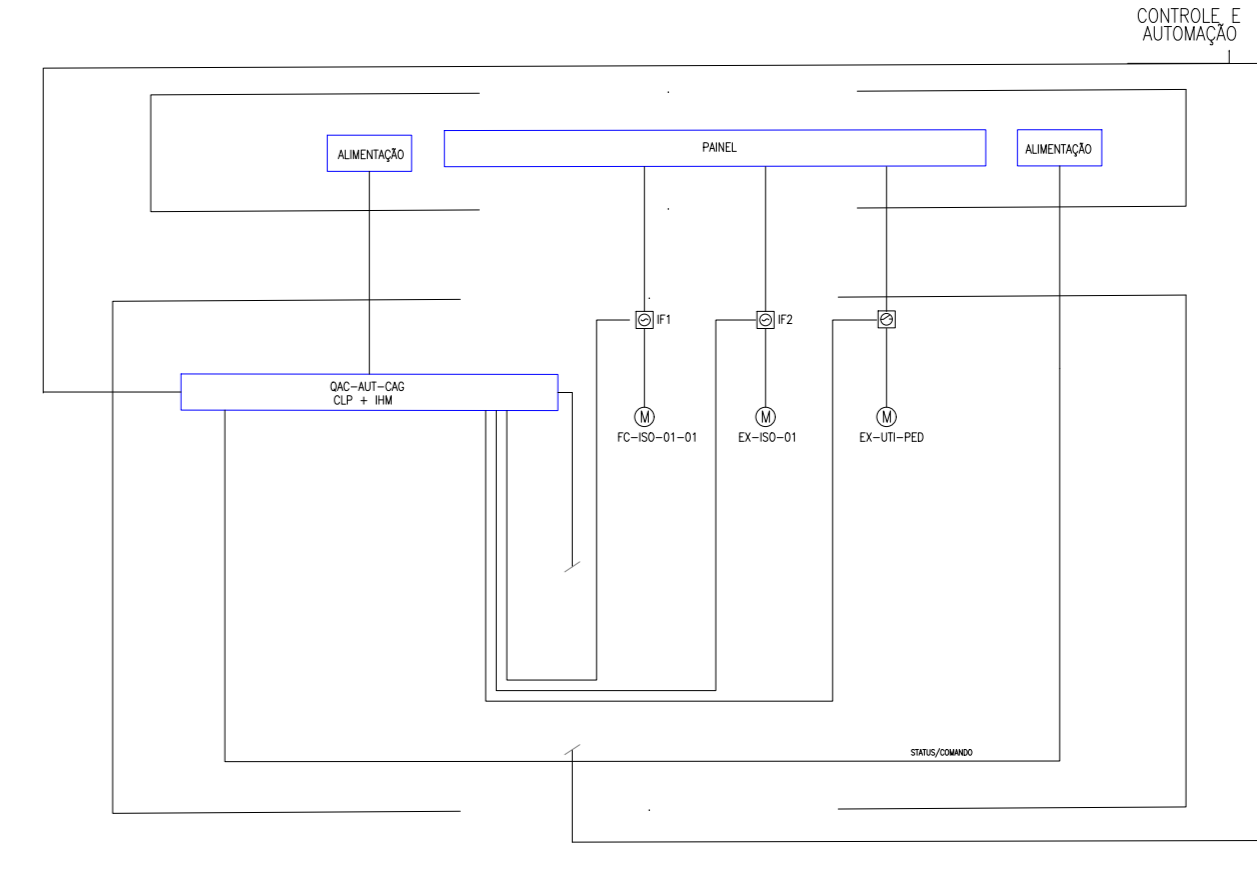 CONTROLE E
AUTOMAÇÃO
ALIMENTAÇÃO
PAINEL
ALIMENTAÇÃO
IF1
IF2
QAC-AUT-CAG
CLP + IHM
M
M
M
FC-ISO-01-01
EX-ISO-01
EX-UTI-PED
STATUS/COMANDO